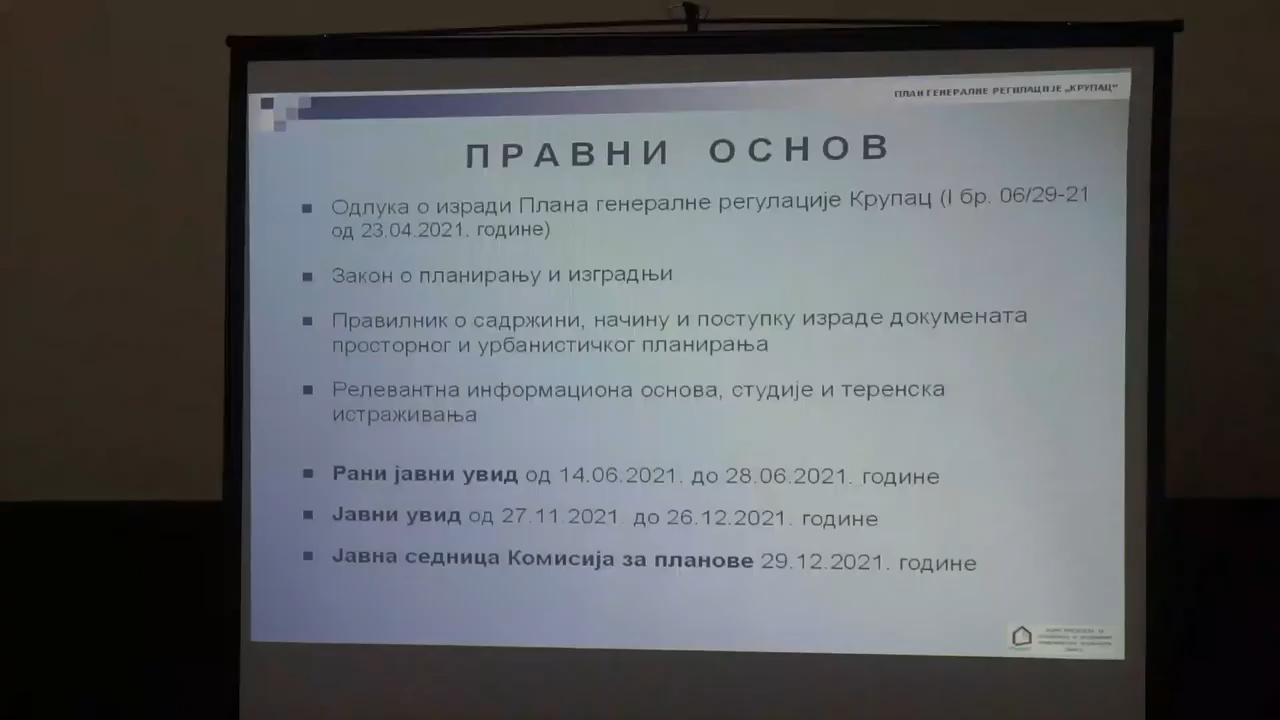 ПЛАН ГЕНЕРАЛНЕ РЕГУЛАЦИЈЕ „КРУПАЦ“
ПРАВНИ ОСНОВ
Одлука о изради Плана генералне регулације Крупац (I бр. 06/29-21
од 23.04.2021. године)
Закон о планирању и изградњи
Правилник о садржини, начину и поступку израде докумената
просторног и урбанистичког планирања
Релевантна информациона основа, студије и теренска
истраживања
Рани јавни увид од 14.06.2021. до 28.06.2021. године
Јавни увид од 27.11.2021. до 26.12.2021. године
Јавна седница Комисија за планове 29.12.2021. године